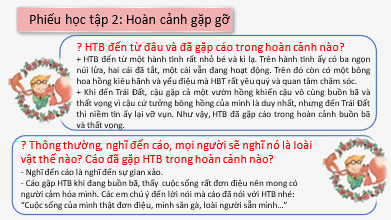 Phiếu học tập 2: Hoàn cảnh gặp gỡ
? HTB đến từ đâu và đã gặp cáo trong hoàn cảnh nào?
+ HTB đến từ một hành tinh rất nhỏ bé và kì lạ. Trên hành tinh ấy có ba ngọn
núi lửa, hai cái đã tắt, một cái vẫn đang hoạt động. Trên đó còn có một bông
hoa hồng kiêu hãnh và yếu điệu mà HBT rất yêu quý và quan tâm chăm sóc.
+ Khi đến Trái Đất, cậu gặp cả một vườn hồng khiến cậu vô cùng buồn bã và
thất vọng vì cậu cứ tưởng bông hồng của mình là duy nhất, nhưng đến Trái Đất
thì niềm tin ấy lại vỡ vụn. Như vậy, HTB đã gặp cáo trong hoàn cảnh buồn bã
và thất vọng.
? Thông thường, nghĩ đến cáo, mọi người sẽ nghĩ nó là loài
vật thế nào? Cáo đã gặp HTB trong hoàn cảnh nào?
- Nghĩ đến cáo là nghĩ đến sự gian xảo.
- Cáo gặp HTB khi đang buồn bã, thấy cuộc sống rất đơn điệu nên mong có
người cảm hóa mình. Các em chú ý đến lời nói mà cáo đã nói với HTB nhé:
“Cuộc sống của mình thật đơn điệu, mình săn gà, loài người săn mình…”